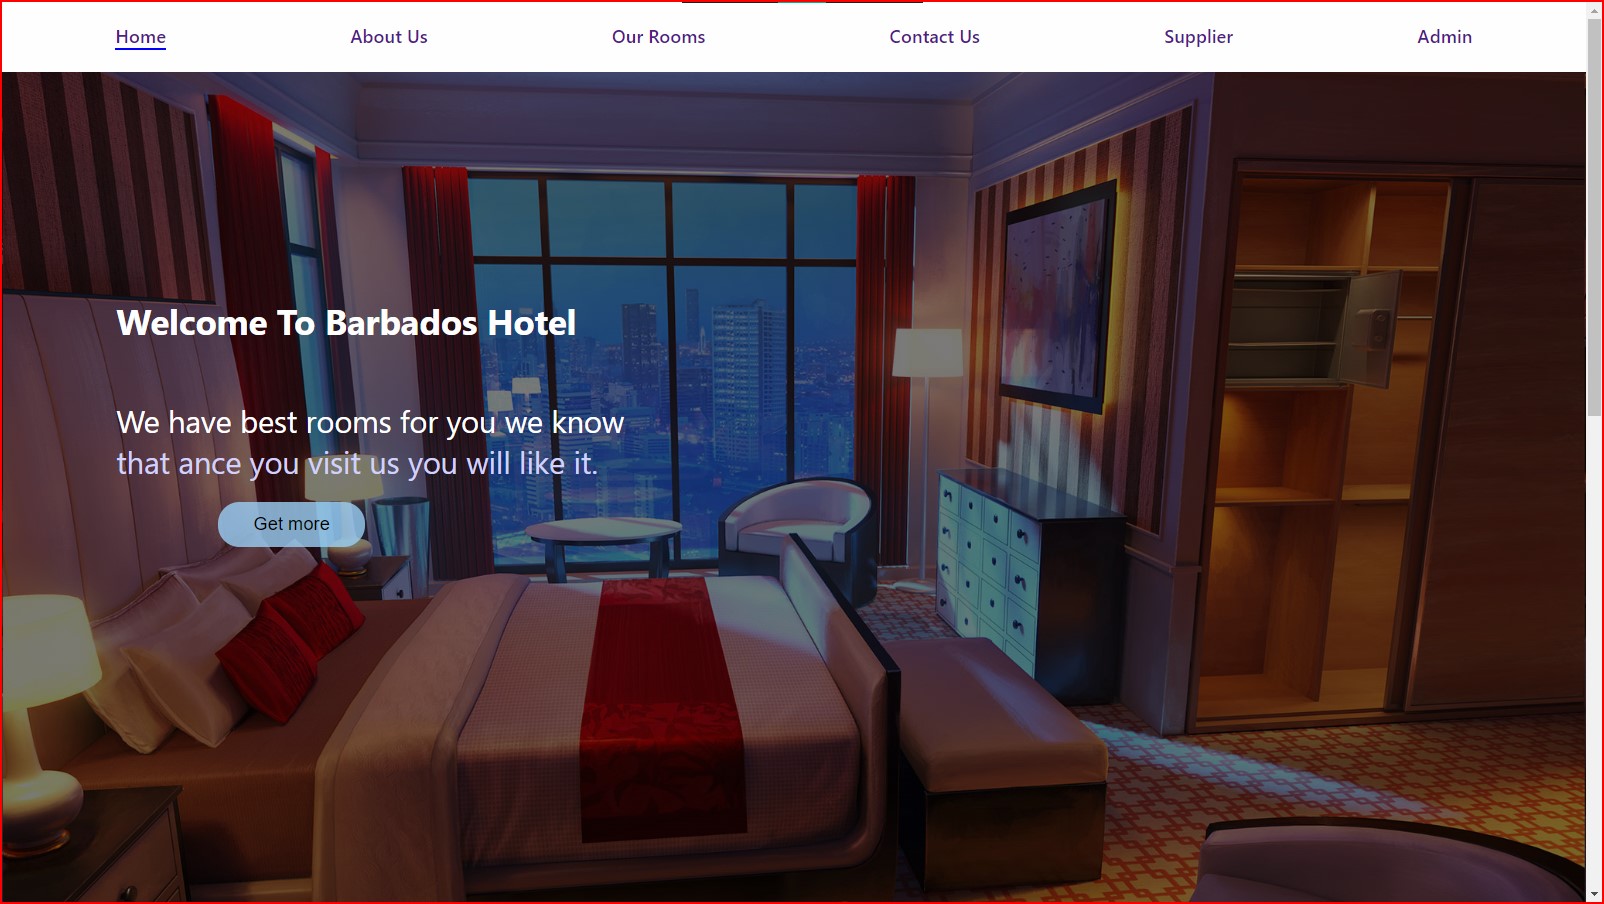 Home About Us Our Rooms Contact Us Supplier Admin
Welcome To Barbados Hotel
We have best rooms for you we know
that ance you visit us you will like it.
Get more